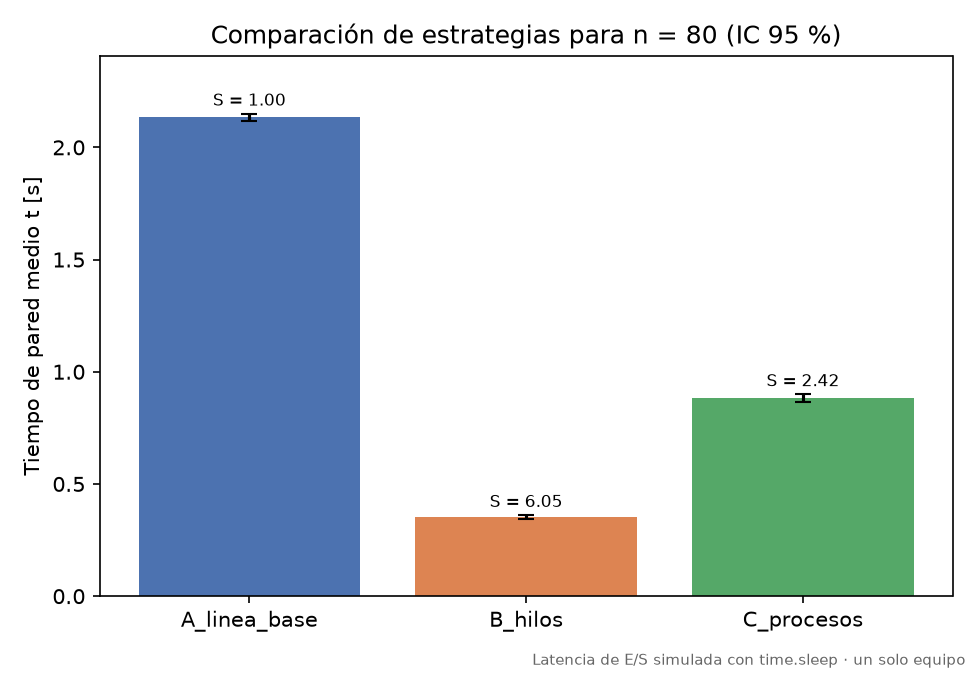 Comparación de estrategias para n = 80 (IC 95 %)
Tiempo de pared medio t [s]
2.0
1.5
1.0
0.5
0.0
S = 1.00
S = 6.05
S = 2.42
A_linea_base
B_hilos
C_procesos
Latencia de E/S simulada con time.sleep · un solo equipo